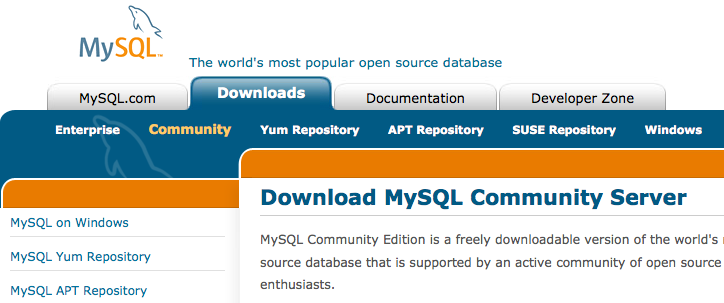 MySQL™
The world's most popular open source database
MySQL.com
Downloads
Documentation
Developer Zone
Enterprise
Community
Yum Repository
APT Repository
SUSE Repository
Windows
MySQL on Windows
MySQL Yum Repository
MySQL APT Repository
Download MySQL Community Server
MySQL Community Edition is a freely downloadable version of the world's
source database that is supported by an active community of open source
enthusiasts.